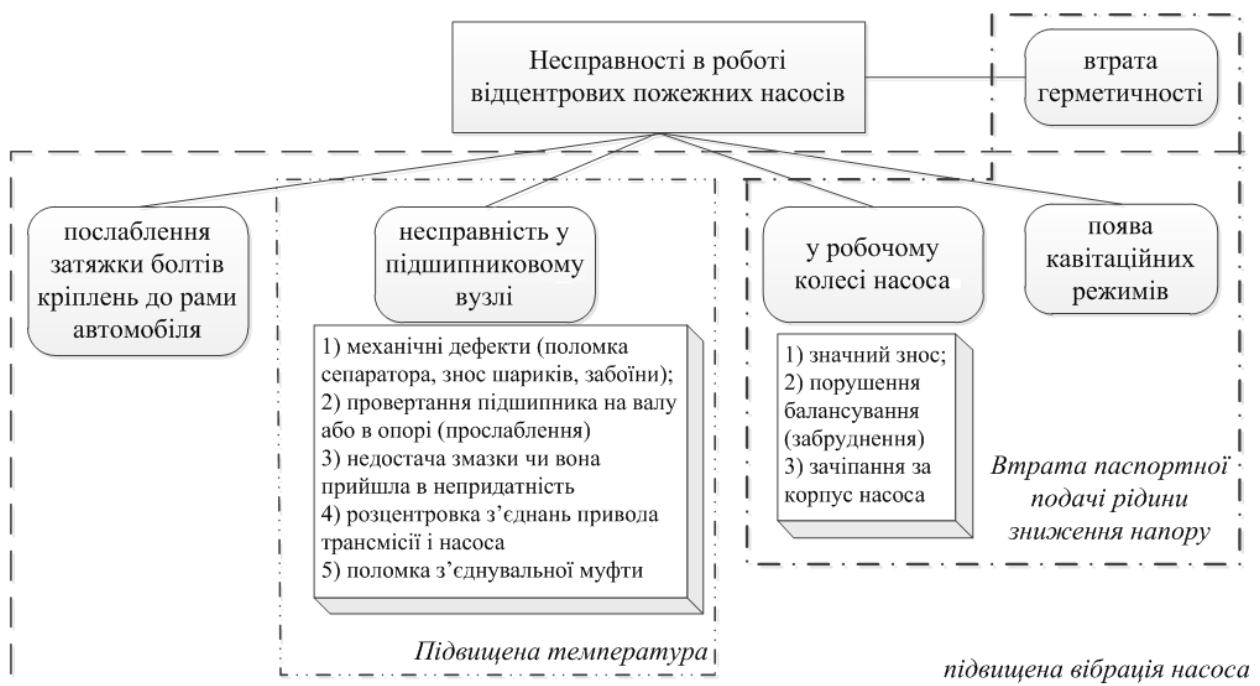 Несправності в роботі
відцентрових пожежних насосів
втрата
герметичності
послаблення
затяжки болтів
кріплень до рами
автомобіля
несправність у
підшипниковому
вузлі
у робочому
колесі насоса
поява
кавітаційних
режимів
1) механічні дефекти (поломка
сепаратора, знос шариків, забоїни);
2) провертання підшипника на валу
або в опорі (прослаблення)
3) недостача змазки чи вона
прийшла в непридатність
4) розцентровка з’єднань привода
трансмісії і насоса
5) поломка з’єднувальної муфти
1) значний знос;
2) порушення
балансування
(забруднення)
3) зачіпання за
корпус насоса
Втрата паспортної
подачі рідини
зниження напору
Підвищена температура
підвищена вібрація насоса